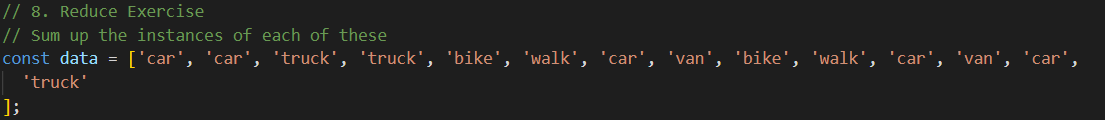 // 8. Reduce Exercise
// Sum up the instances of each of these
const data = ['car', 'car', 'truck', 'truck', 'bike', 'walk', 'car', 'van', 'bike', 'walk', 'car', 'van', 'car',
  'truck'
];